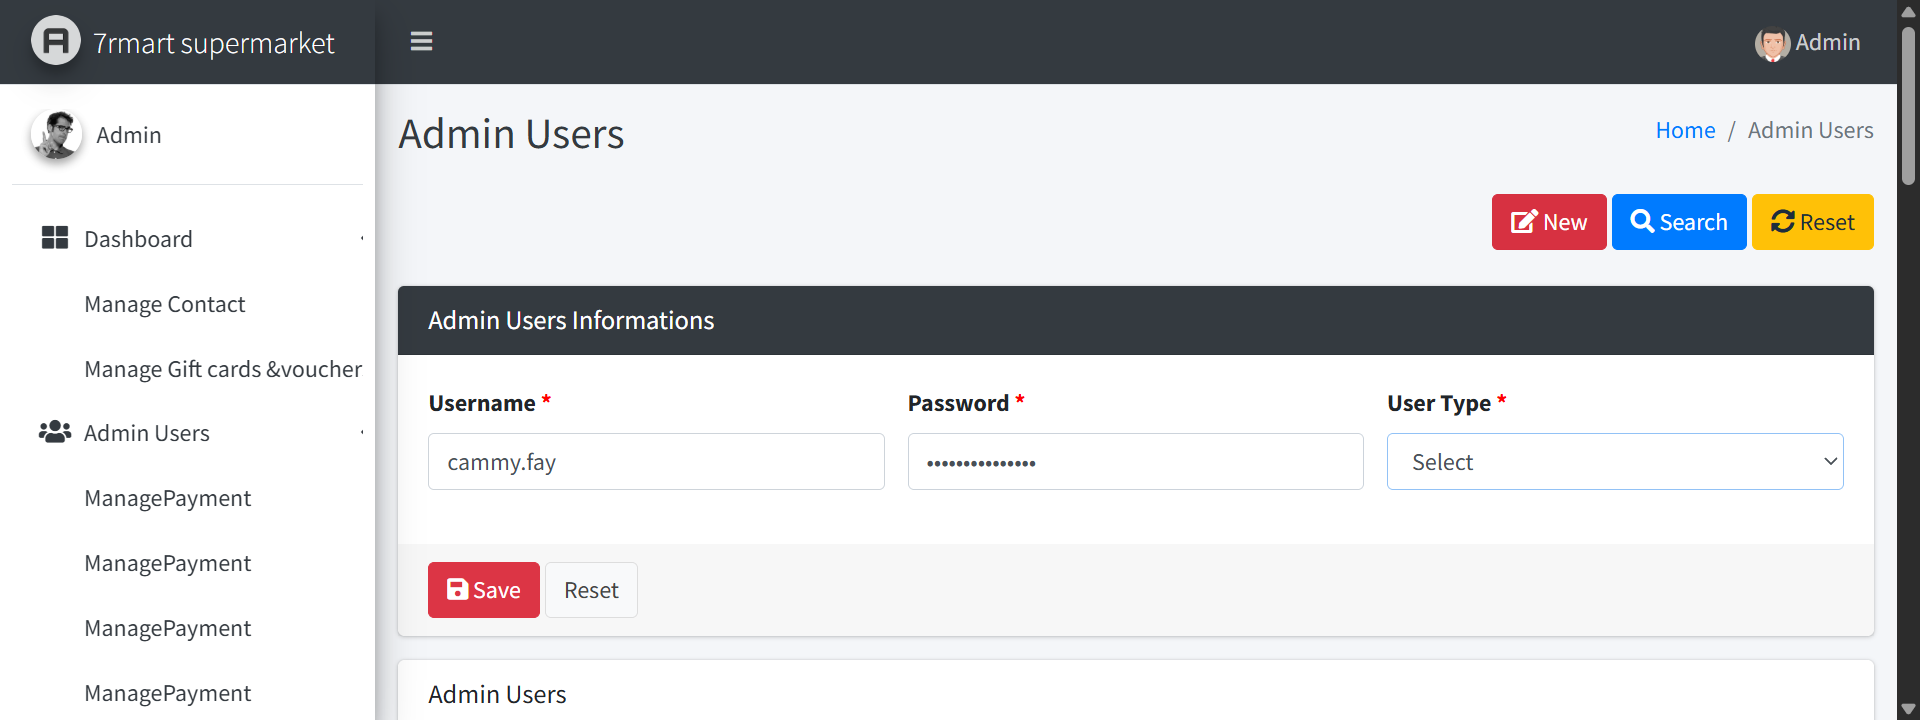 7rmart supermarket
Admin
Admin
Dashboard
Manage Contact
Manage Gift cards &voucher
Admin Users
ManagePayment
ManagePayment
ManagePayment
ManagePayment
Admin Users
Home / Admin Users
New Search Reset
Admin Users Informations
Username * Password * User Type *
cammy.fay ••••••••••••••• Select
Save Reset
Admin Users